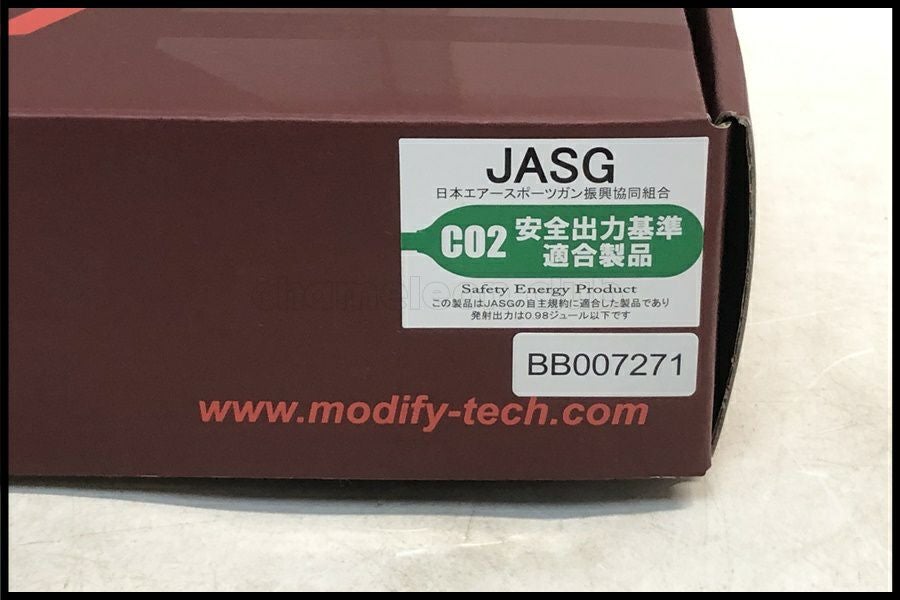 JASG
日本エアースポーツガン振興協同組合
CO2 安全出力基準
適合製品
Safety Energy Product
この製品はJASGの自主規約に適合した製品であり
発射出力は0.98ジュール以下です
BB007271
www.modify-tech.com